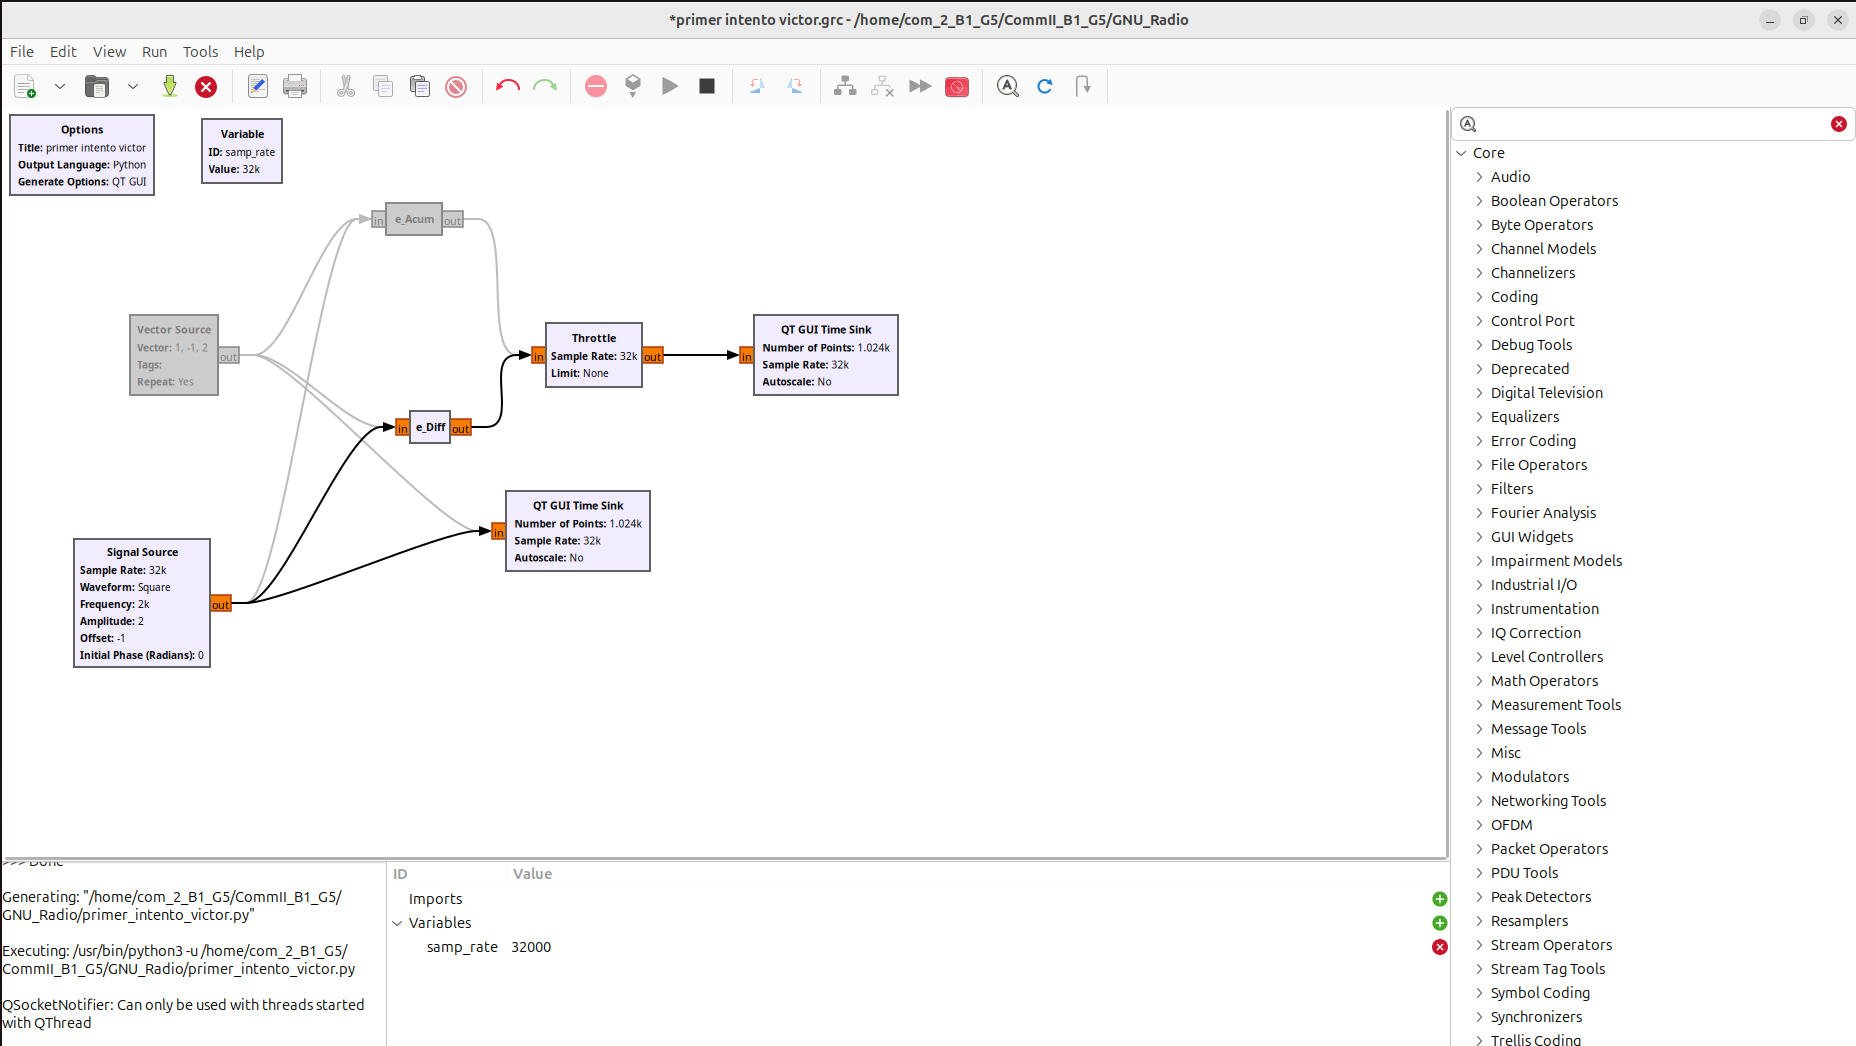 *primer intento victor.grc - /home/com_2_B1_G5/CommII_B1_G5/GNU_Radio
File Edit View Run Tools Help
Options
Title: primer intento victor
Output Language: Python
Generate Options: QT GUI
Variable
ID: samp_rate
Value: 32k
in e_Acum out
Vector Source
Vector: 1, -1, 2
Tags:
Repeat: Yes
out
in
Throttle
Sample Rate: 32k
Limit: None
out
in
QT GUI Time Sink
Number of Points: 1.024k
Sample Rate: 32k
Autoscale: No
in e_Diff out
in
QT GUI Time Sink
Number of Points: 1.024k
Sample Rate: 32k
Autoscale: No
Signal Source
Sample Rate: 32k
Waveform: Square
Frequency: 2k
Amplitude: 2
Offset: -1
Initial Phase (Radians): 0
out
Core
Audio
Boolean Operators
Byte Operators
Channel Models
Channelizers
Coding
Control Port
Debug Tools
Deprecated
Digital Television
Equalizers
Error Coding
File Operators
Filters
Fourier Analysis
GUI Widgets
Impairment Models
Industrial I/O
Instrumentation
IQ Correction
Level Controllers
Math Operators
Measurement Tools
Message Tools
Misc
Modulators
Networking Tools
OFDM
Packet Operators
PDU Tools
Peak Detectors
Resamplers
Stream Operators
Stream Tag Tools
Symbol Coding
Synchronizers
Trellis Coding
>>> Done
Generating: "/home/com_2_B1_G5/CommII_B1_G5/
GNU_Radio/primer_intento_victor.py"
Executing: /usr/bin/python3 -u /home/com_2_B1_G5/
CommII_B1_G5/GNU_Radio/primer_intento_victor.py
QSocketNotifier: Can only be used with threads started
with QThread
ID Value
Imports
Variables
samp_rate 32000